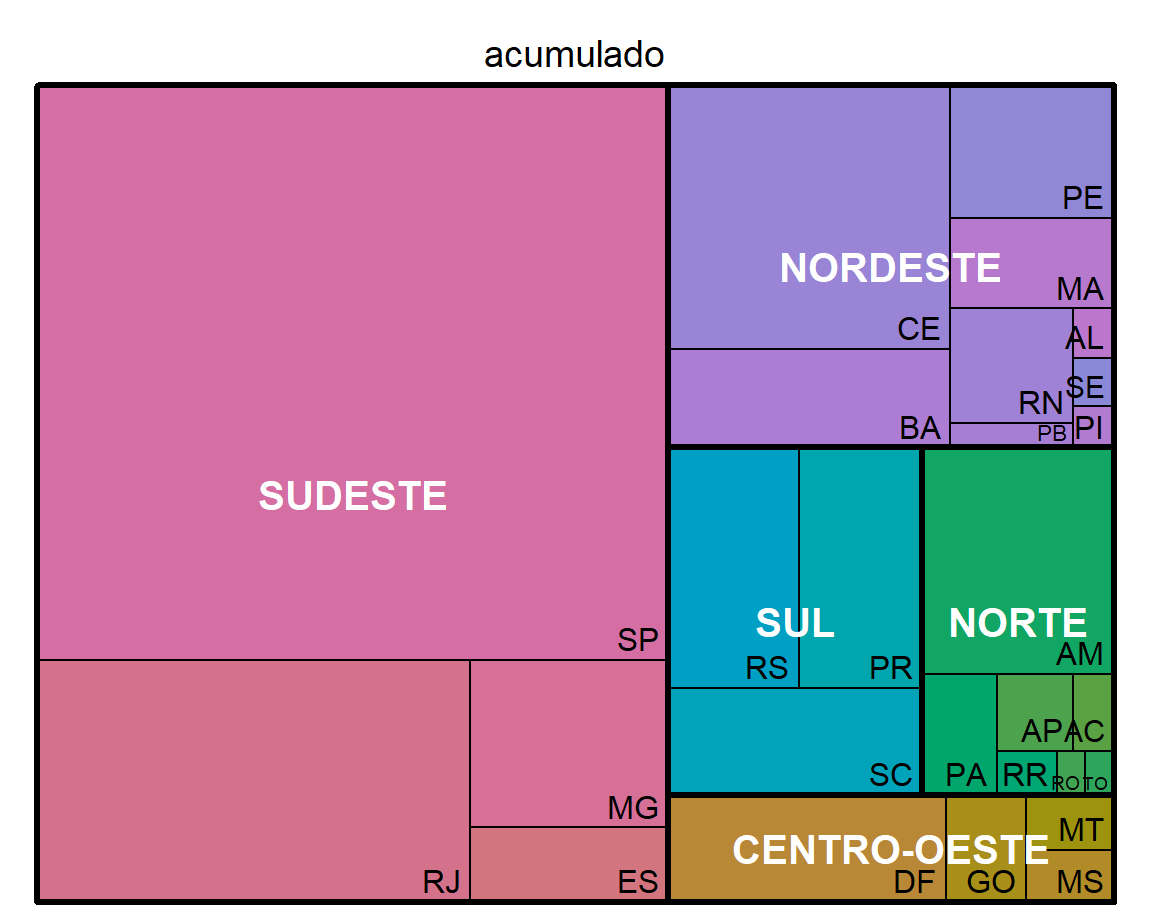 acumulado
SUDESTE
SP
RJ
MG
ES
NORDESTE
CE
BA
PE
MA
RN
PB
AL
SE
PI
SUL
RS
PR
SC
NORTE
AM
PA
AP
AC
RR
RO
TO
CENTRO-OESTE
DF
GO
MT
MS